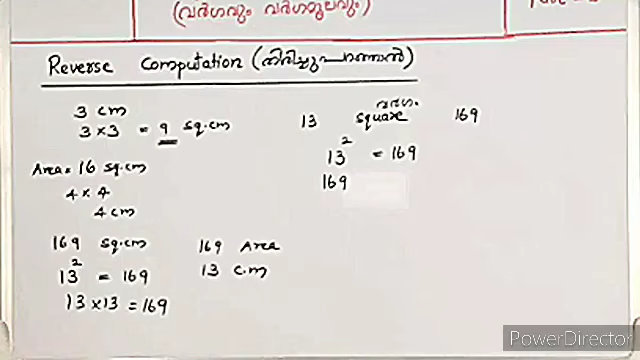 (വർഗവും വർഗമൂലവും)
Reverse Computation (തിരിച്ചുപറഞ്ഞാൽ)
3 cm
3 × 3 = 9 sq.cm
Area = 16 sq.cm
4 × 4
4 cm
169 sq.cm
13² = 169
13 × 13 = 169
169 Area
13 c.m
വർഗം
13 square 169
13² = 169
169
PowerDirector